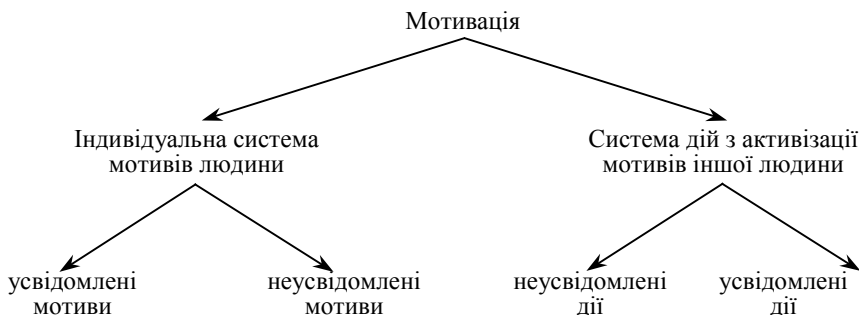 Мотивація
Індивідуальна система
мотивів людини
Система дій з активізації
мотивів іншої людини
усвідомлені
мотиви
неусвідомлені
мотиви
неусвідомлені
дії
усвідомлені
дії